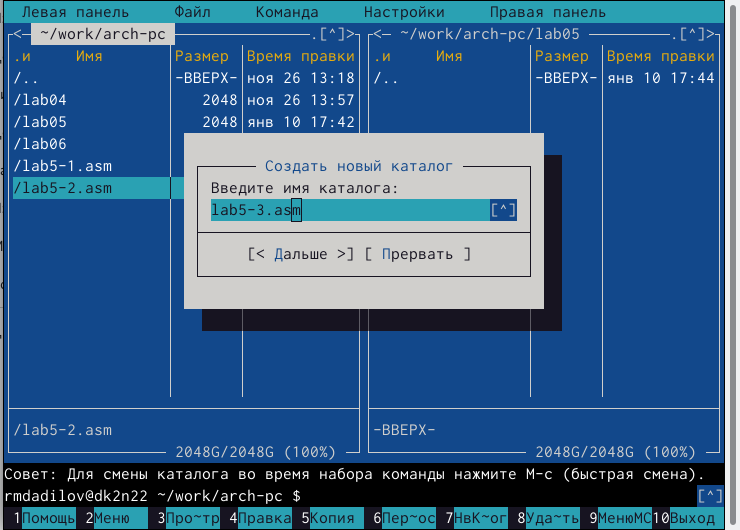 Левая панель Файл Команда Настройки Правая панель
<─ ~/work/arch-pc .[^]> <─ ~/work/arch-pc/lab05 .[^]>
.и Имя Размер Время правки .и Имя Размер Время правки
/.. -ВВЕРХ- ноя 26 13:18 /.. -ВВЕРХ- янв 10 17:44
/lab04 2048 ноя 26 13:57
/lab05 2048 янв 10 17:42
/lab06
/lab5-1.asm
/lab5-2.asm
Создать новый каталог
Введите имя каталога:
lab5-3.asm [^]
[< Дальше >] [ Прервать ]
/lab5-2.asm -ВВЕРХ-
2048G/2048G (100%) 2048G/2048G (100%)
Совет: Для смены каталога во время набора команды нажмите M-c (быстрая смена).
rmdadilov@dk2n22 ~/work/arch-pc $ [^]
1Помощь 2Меню 3Про~тр 4Правка 5Копия 6Пер~ос 7НвК~ог 8Уда~ть 9МенюMC 10Выход